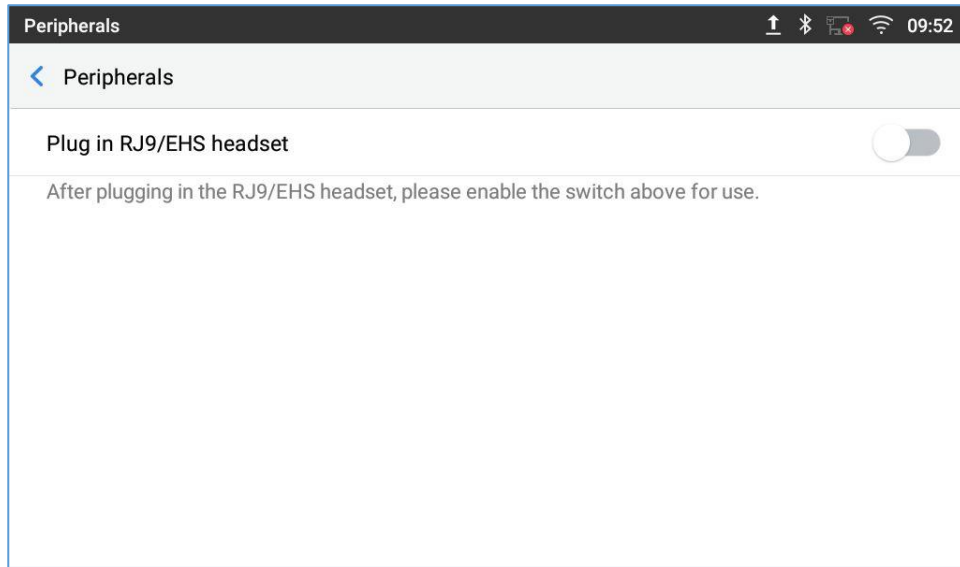 Peripherals 09:52
Peripherals
Plug in RJ9/EHS headset
After plugging in the RJ9/EHS headset, please enable the switch above for use.